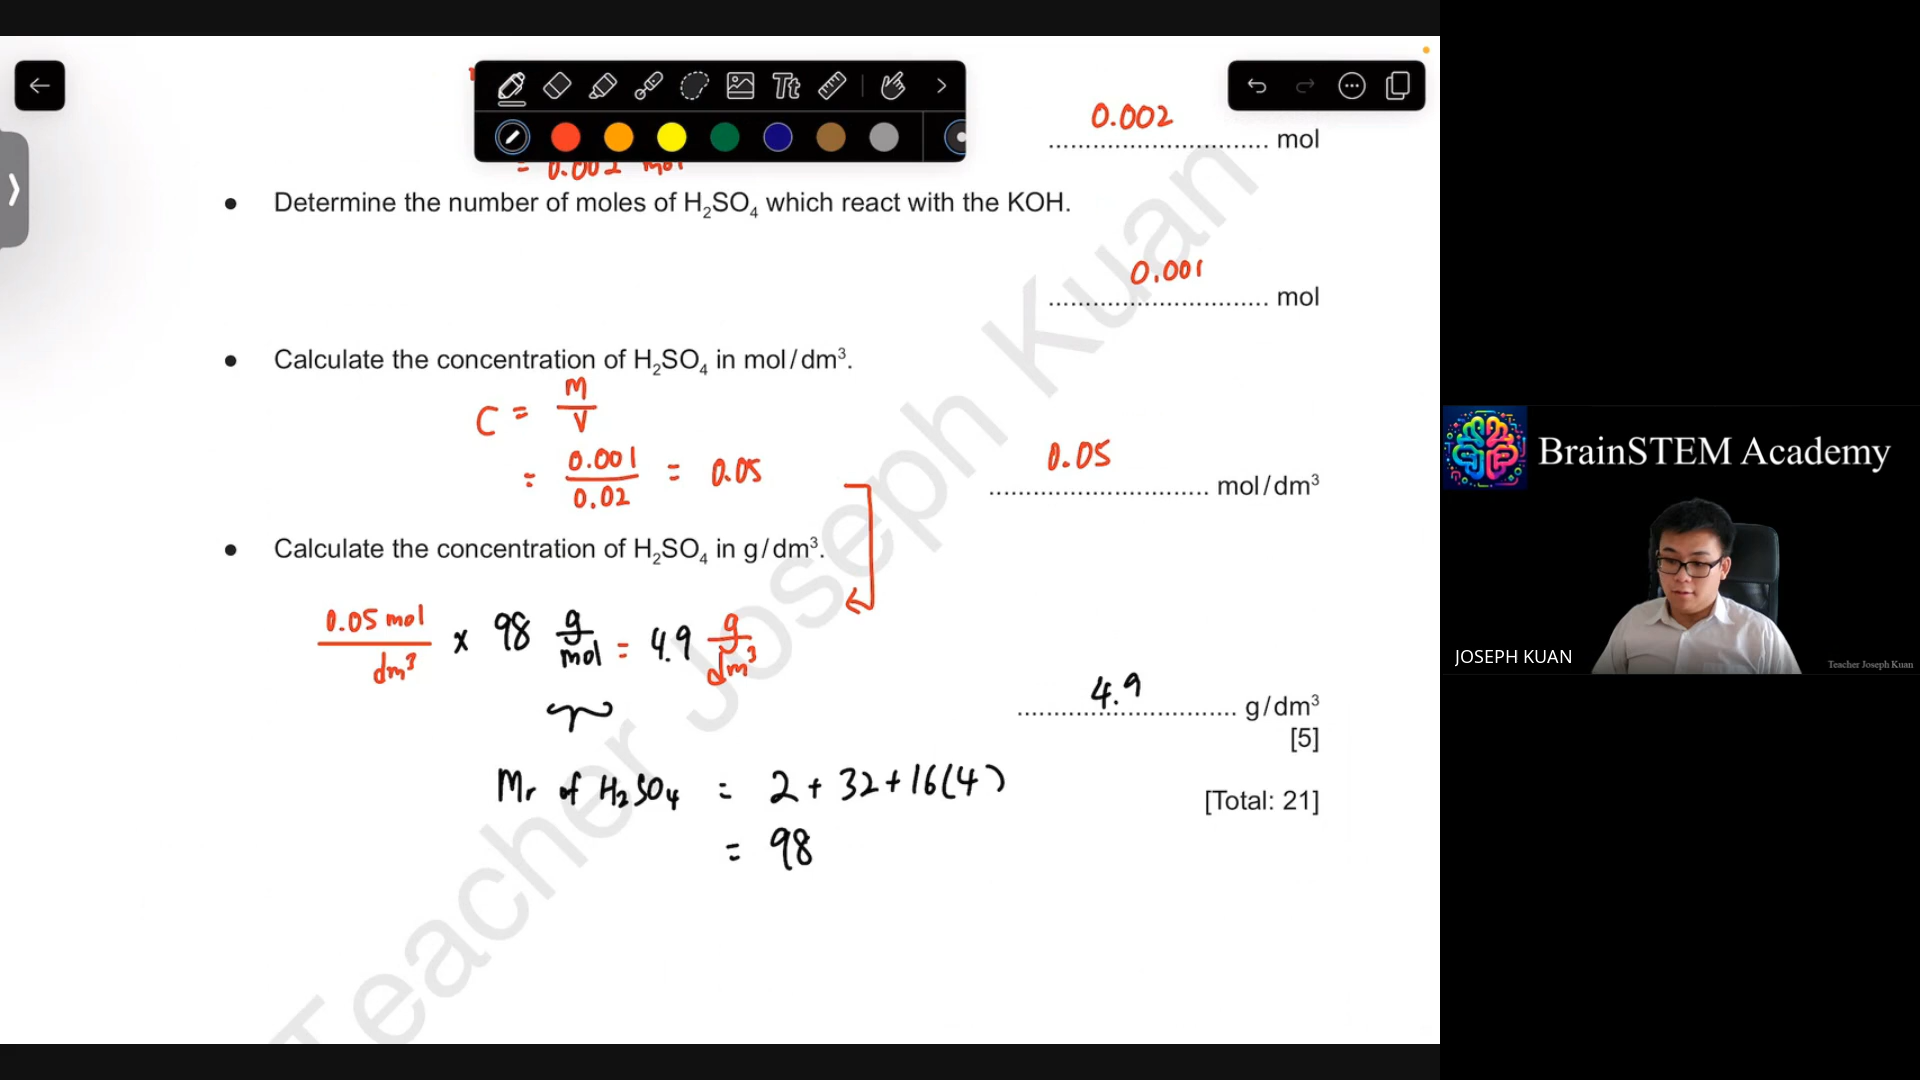 Tt
0.002
.............................. mol
= 0.002 mol
● Determine the number of moles of H₂SO₄ which react with the KOH.
0.001
.............................. mol
● Calculate the concentration of H₂SO₄ in mol/dm³.
C = M/V
= 0.001/0.02 = 0.05
0.05
.............................. mol/dm³
● Calculate the concentration of H₂SO₄ in g/dm³.
0.05 mol/dm³ x 98 g/mol = 4.9 g/dm³
4.9
.............................. g/dm³
[5]
Mr of H₂SO₄ = 2 + 32 + 16(4)
= 98
[Total: 21]
Teacher Joseph Kuan
BrainSTEM Academy
JOSEPH KUAN
Teacher Joseph Kuan